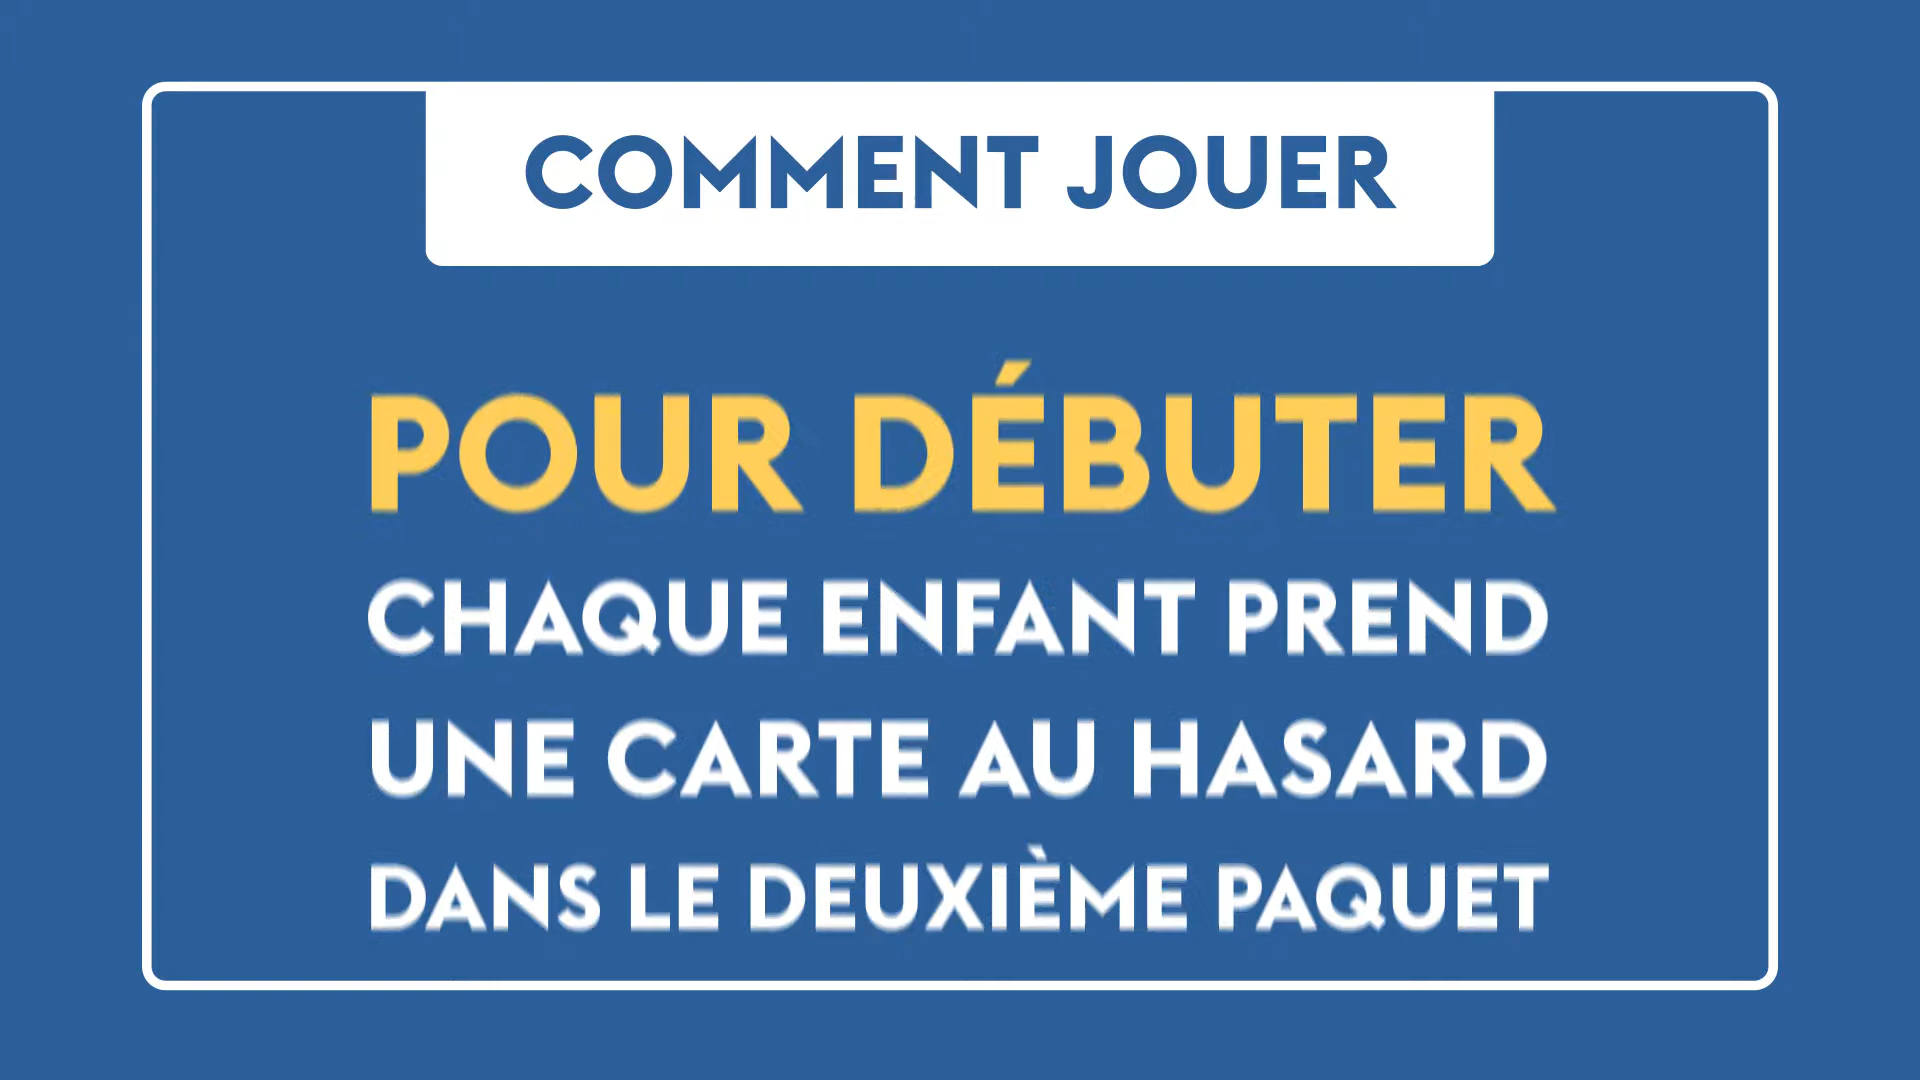 COMMENT JOUER
POUR DÉBUTER
CHAQUE ENFANT PREND
UNE CARTE AU HASARD
DANS LE DEUXIÈME PAQUET